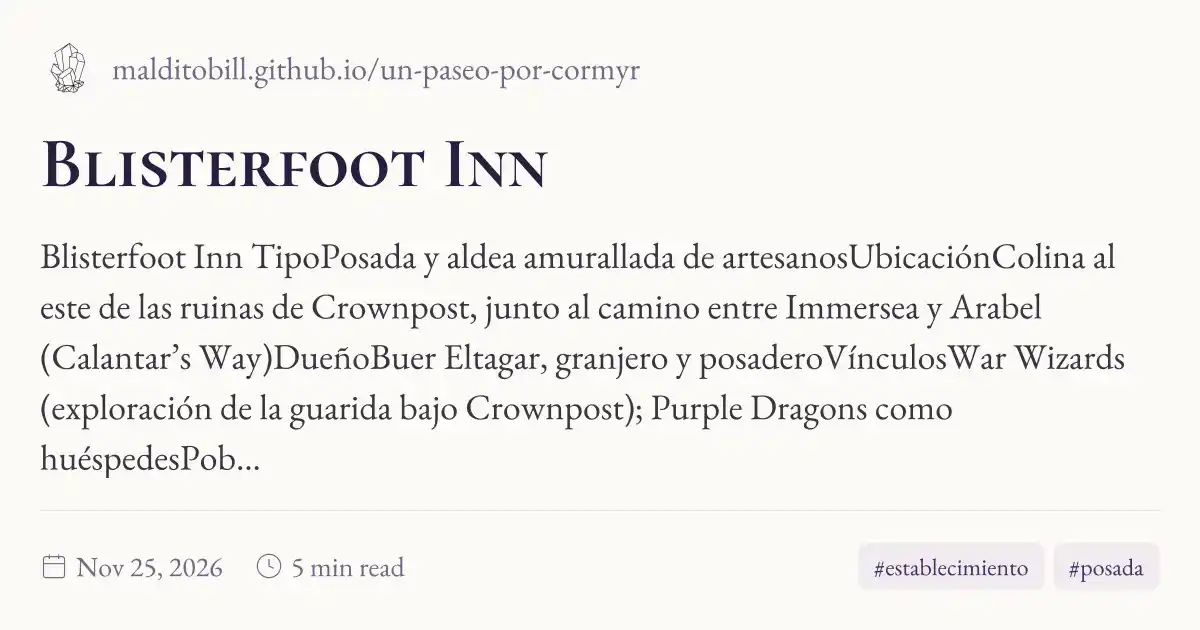 malditobill.github.io/un-paseo-por-cormyr
Blisterfoot Inn
Blisterfoot Inn TipoPosada y aldea amurallada de artesanosUbicaciónColina al
este de las ruinas de Crownpost, junto al camino entre Immersea y Arabel
(Calantar’s Way)DueñoBuer Eltagar, granjero y posaderoVínculosWar Wizards
(exploración de la guarida bajo Crownpost); Purple Dragons como
huéspedesPob...
Nov 25, 2026 5 min read #establecimiento #posada